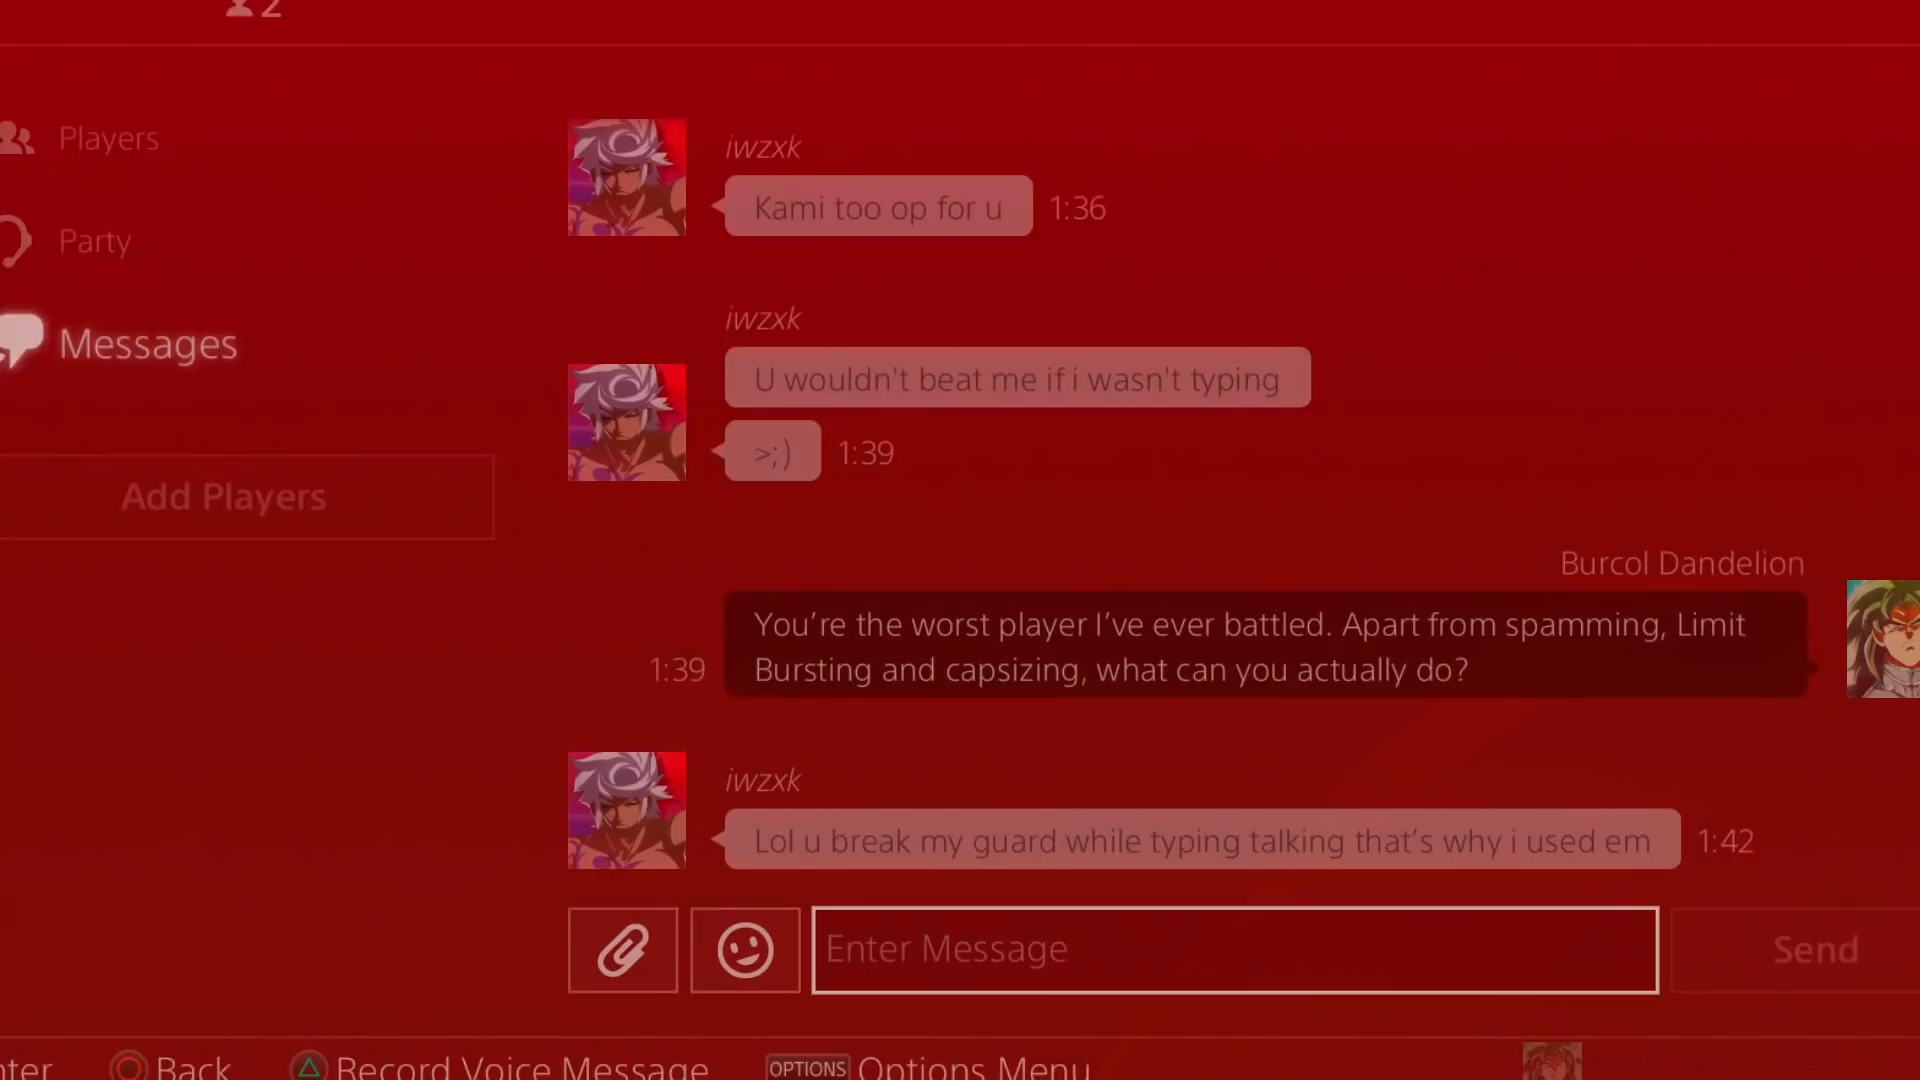 2
Players
Party
Messages
Add Players
iwzxk
Kami too op for u 1:36
iwzxk
U wouldn't beat me if i wasn't typing
>;) 1:39
Burcol Dandelion
You’re the worst player I’ve ever battled. Apart from spamming, Limit
1:39 Bursting and capsizing, what can you actually do?
iwzxk
Lol u break my guard while typing talking that’s why i used em 1:42
Enter Message
Send
Back Record Voice Message OPTIONS Options Menu